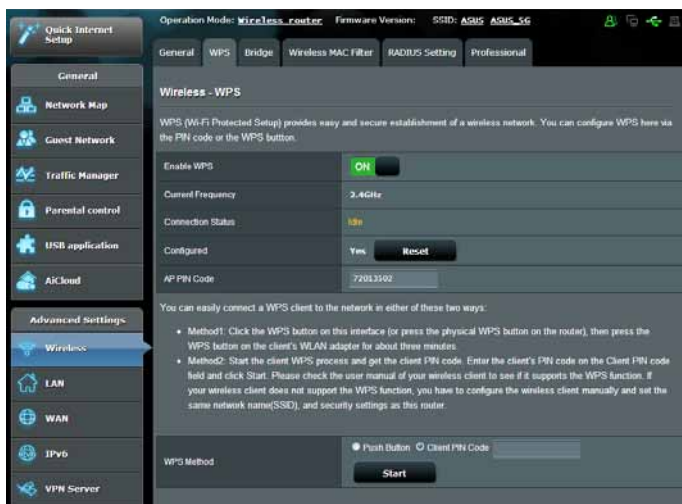 Quick Internet
Setup
Operation Mode: Wireless router Firmware Version: SSID: ASUS ASUS_5G
General WPS Bridge Wireless MAC Filter RADIUS Setting Professional
General
Network Map
Guest Network
Traffic Manager
Parental control
USB application
AiCloud
Advanced Settings
Wireless
LAN
WAN
IPv6
VPN Server
Wireless - WPS
WPS (Wi-Fi Protected Setup) provides easy and secure establishment of a wireless network. You can configure WPS here via
the PIN code or the WPS buttton.
Enable WPS ON
Current Frequency 2.4GHz
Connection Status Idle
Configured Yes Reset
AP PIN Code 72013502
You can easily connect a WPS client to the network in either of these two ways:
• Method1: Click the WPS button on this interface (or press the physical WPS button on the router), then press the
WPS button on the client's WLAN adapter for about three minutes.
• Method2: Start the client WPS process and get the client PIN code. Enter the client's PIN code on the Client PIN code
field and click Start. Please check the user manual of your wireless client to see if it supports the WPS function. If
your wireless client does not support the WPS function, you have to configure the wireless client manually and set the
same network name(SSID), and security settings as this router.
WPS Method Push Button Client PIN Code
Start